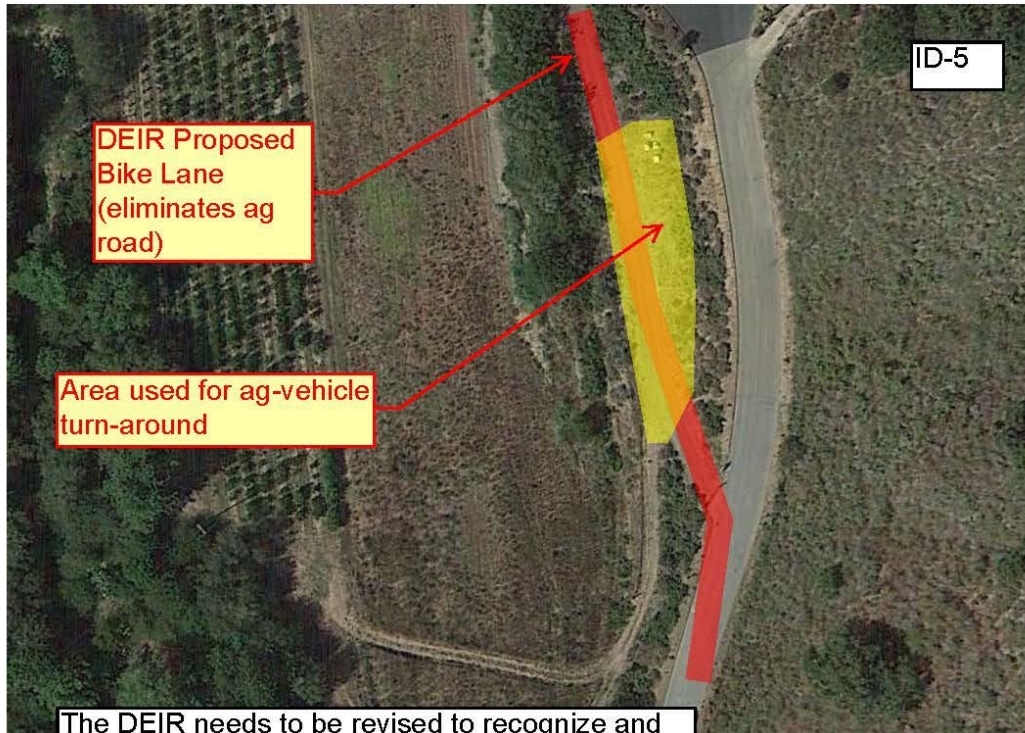 ID-5
DEIR Proposed
Bike Lane
(eliminates ag
road)
Area used for ag-vehicle
turn-around
The DEIR needs to be revised to recognize and